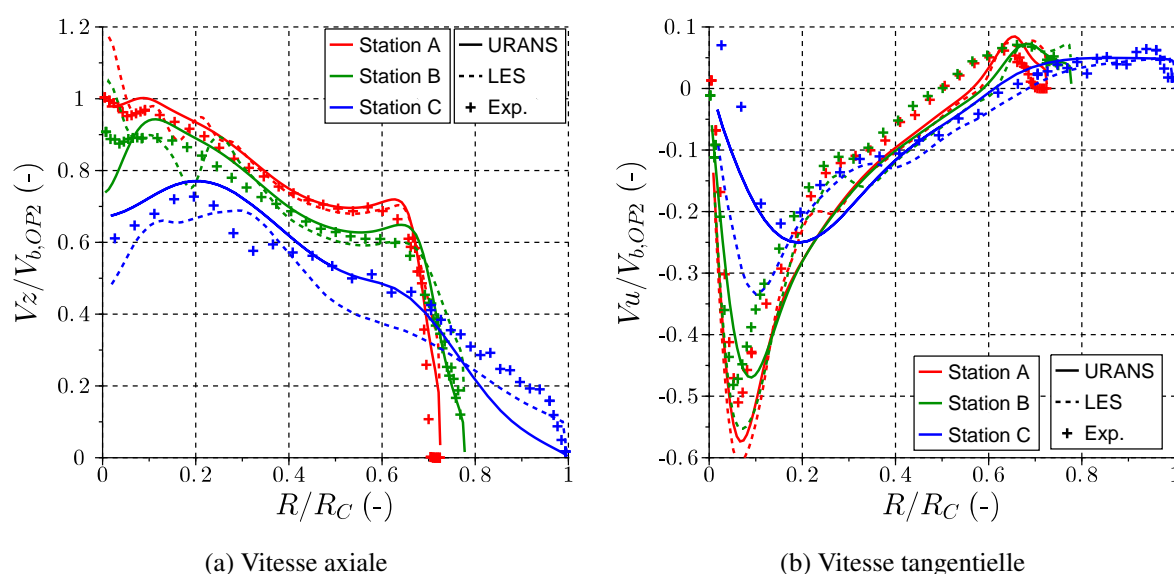 1.2
1
0.8
0.6
0.4
0.2
0
Vz/V_{b,OP2} (-)
Station A
Station B
Station C
URANS
LES
Exp.
0 0.2 0.4 0.6 0.8 1
R/R_C (-)
(a) Vitesse axiale
0.1
0
-0.1
-0.2
-0.3
-0.4
-0.5
-0.6
Vu/V_{b,OP2} (-)
Station A
Station B
Station C
URANS
LES
Exp.
0 0.2 0.4 0.6 0.8 1
R/R_C (-)
(b) Vitesse tangentielle